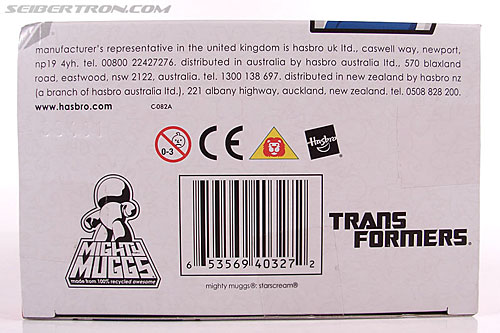 SEIBERTRON.COM
manufacturer's representative in the united kingdom is hasbro uk ltd., caswell way, newport,
np19 4yh. tel. 00800 22427276. distributed in australia by hasbro australia ltd., 570 blaxland
road, eastwood, nsw 2122, australia. tel. 1300 138 697. distributed in new zealand by hasbro nz
(a branch of hasbro australia ltd.), 221 albany highway, auckland, new zealand. tel. 0508 828 200.
www.hasbro.com C-082A
0-3 CE Hasbro
MIGHTY
MUGGS
made from 100% recycled awesome
6 53569 40327 2
mighty muggs®: starscream®
TRANS
FORMERS.